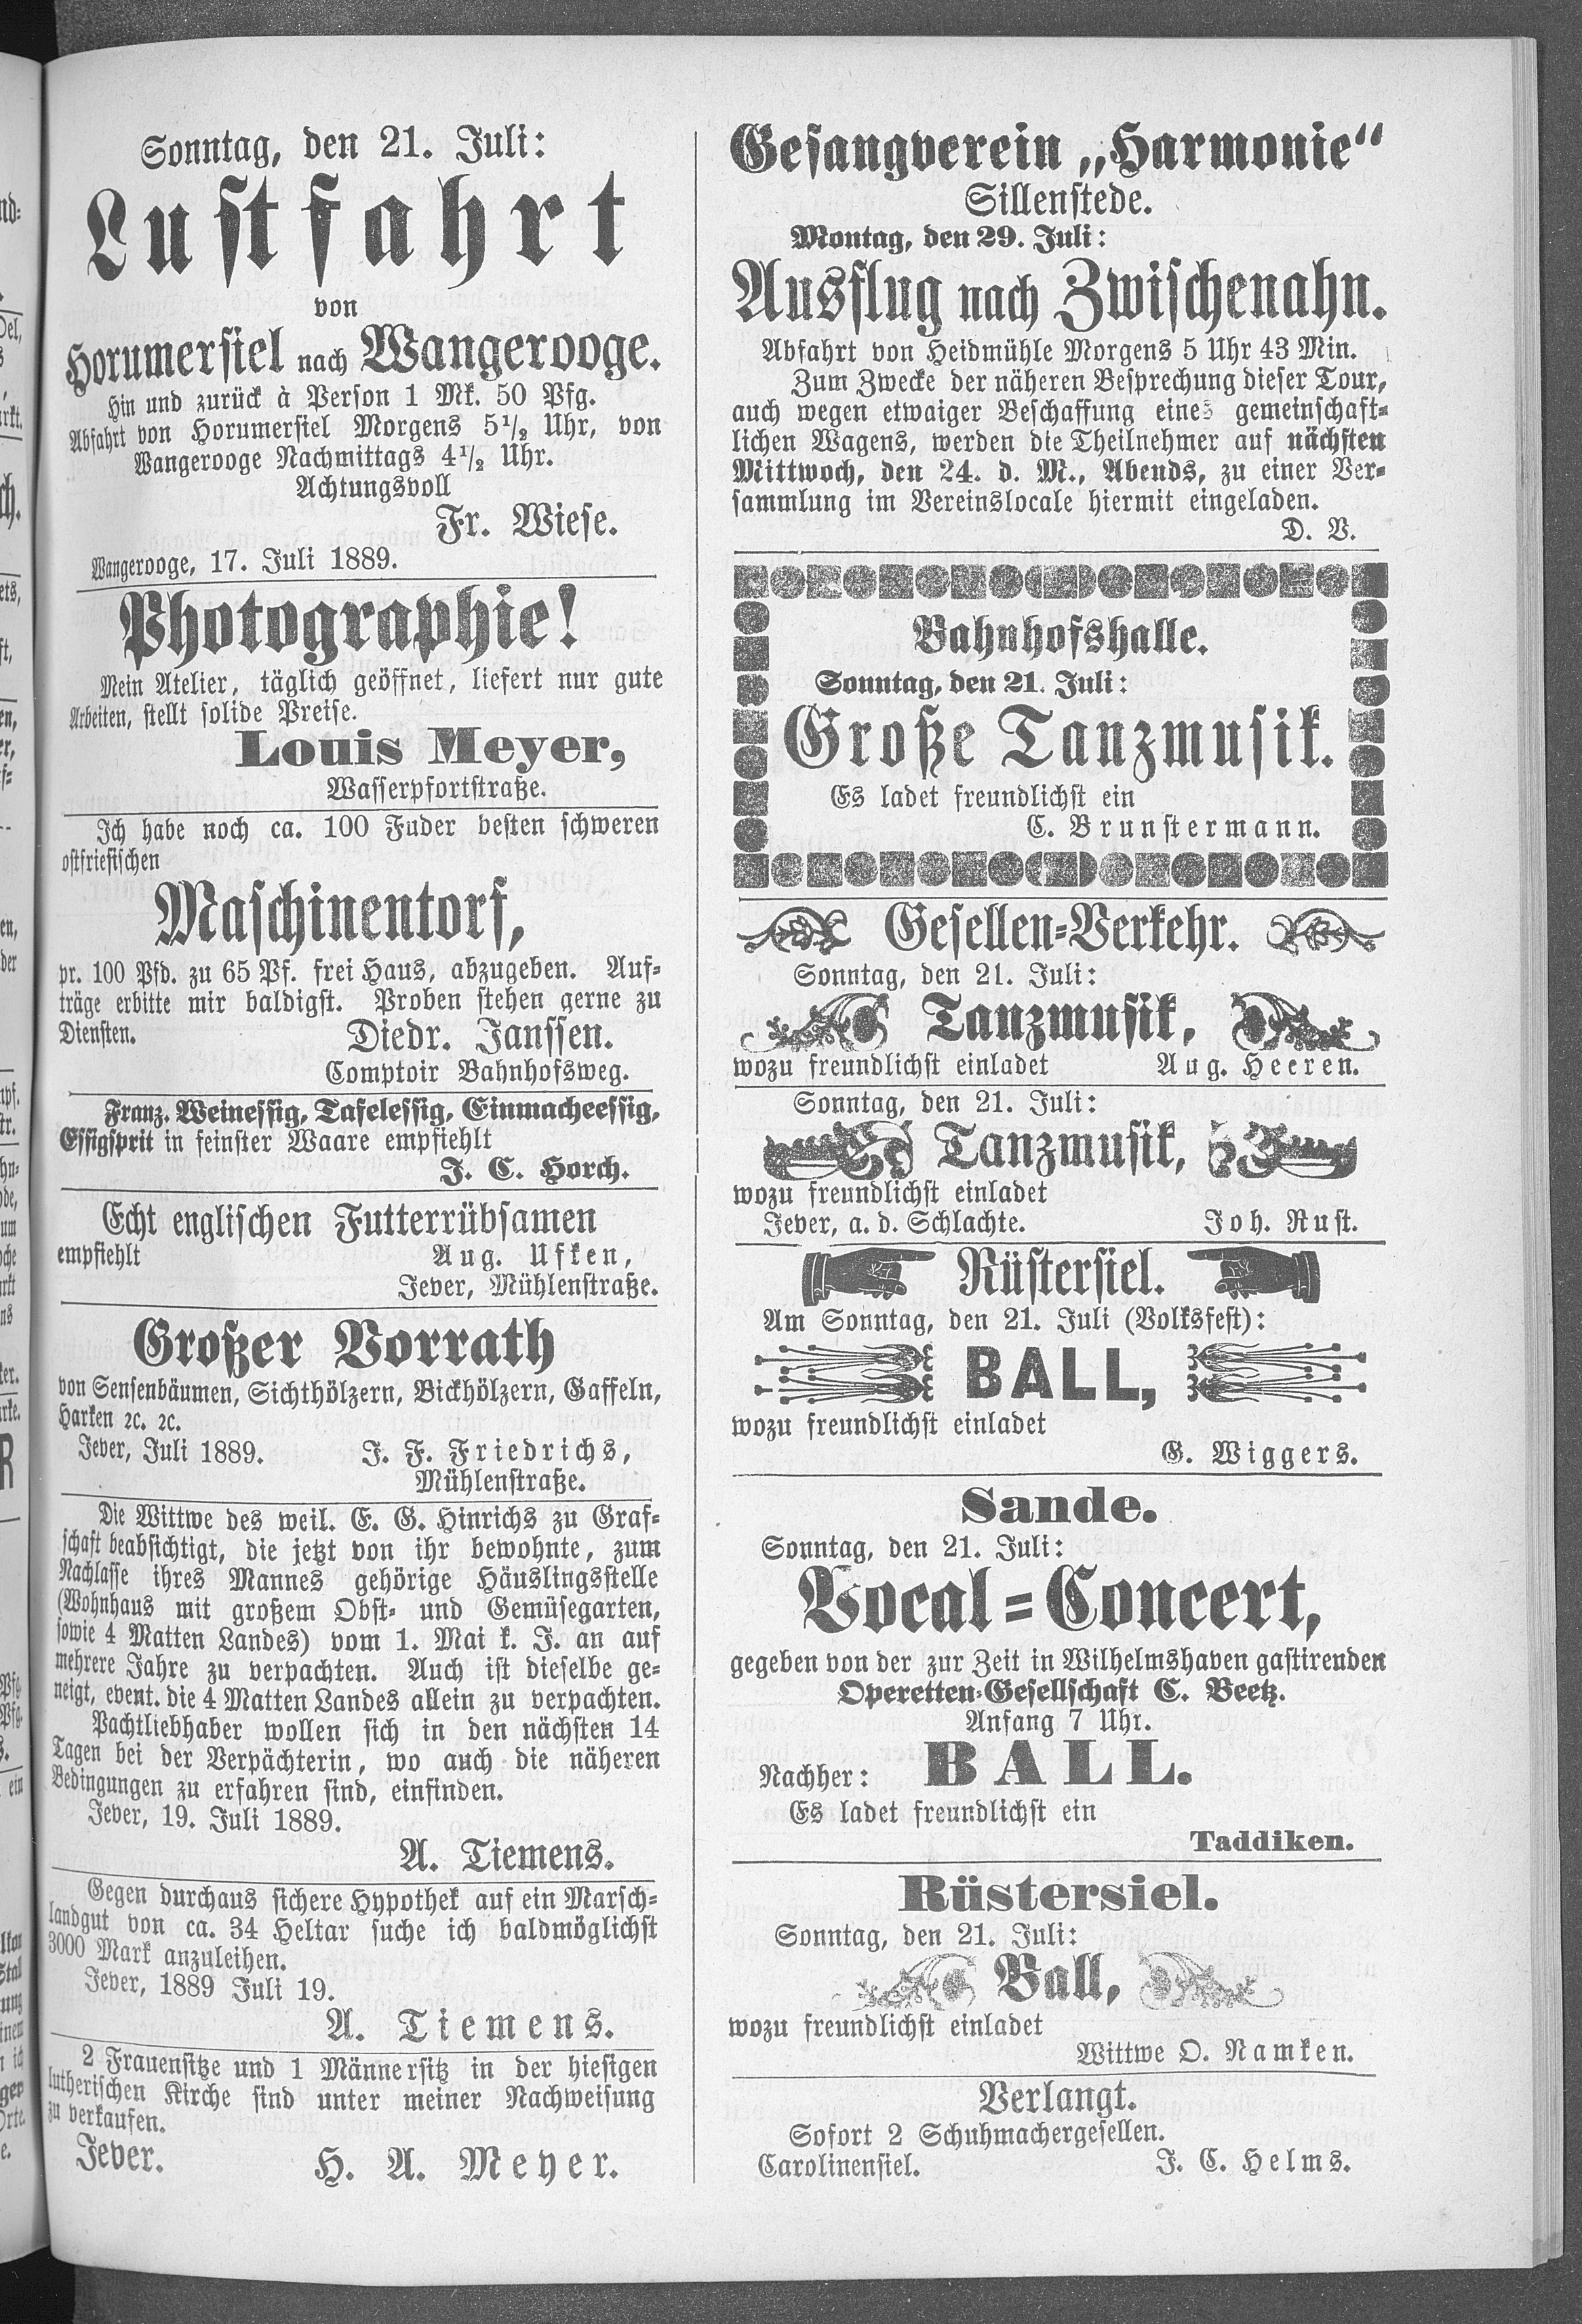 Sonntag, den 21. Juli:
Lustfahrt
von
Horumersiel nach Wangerooge.
Hin und zurück à Person 1 Mk. 50 Pfg.
Abfahrt von Horumersiel Morgens 5½ Uhr, von
Wangerooge Nachmittags 4½ Uhr.
Achtungsvoll
Fr. Wiese.
Wangerooge, 17. Juli 1889.
Photographie!
Mein Atelier, täglich geöffnet, liefert nur gute
Arbeiten, stellt solide Preise.
Louis Meyer,
Wasserpfortstraße.
Ich habe noch ca. 100 Fuder besten schweren
ostfriesischen
Maschinentorf,
pr. 100 Pfd. zu 65 Pf. frei Haus, abzugeben. Auf-
träge erbitte mir baldigst. Proben stehen gerne zu
Diensten. Diedr. Janssen.
Comptoir Bahnhofsweg.
Franz. Weinessig, Tafelessig, Einmacheessig,
Essigsprit in feinster Waare empfiehlt
J. C. Horch.
Echt englischen Futterrübsamen
empfiehlt Aug. Ufken,
Jever, Mühlenstraße.
Großer Vorrath
von Sensenbäumen, Sichthölzern, Bickhölzern, Gaffeln,
Harken ꝛc. ꝛc.
Jever, Juli 1889. J. F. Friedrichs,
Mühlenstraße.
Die Wittwe des weil. E. G. Hinrichs zu Graf-
schaft beabsichtigt, die jetzt von ihr bewohnte, zum
Nachlasse ihres Mannes gehörige Häuslingsstelle
(Wohnhaus mit großem Obst- und Gemüsegarten,
sowie 4 Matten Landes) vom 1. Mai k. J. an auf
mehrere Jahre zu verpachten. Auch ist dieselbe ge-
neigt, event. die 4 Matten Landes allein zu verpachten.
Pachtliebhaber wollen sich in den nächsten 14
Tagen bei der Verpächterin, wo auch die näheren
Bedingungen zu erfahren sind, einfinden.
Jever, 19. Juli 1889.
A. Tiemens.
Gegen durchaus sichere Hypothek auf ein Marsch-
landgut von ca. 34 Heltar suche ich baldmöglichst
3000 Mark anzuleihen.
Jever, 1889 Juli 19.
A. Tiemens.
2 Frauensitze und 1 Männersitz in der hiesigen
lutherischen Kirche sind unter meiner Nachweisung
zu verkaufen.
Jever. H. A. Meyer.
Gesangverein „Harmonie“
Sillenstede.
Montag, den 29. Juli:
Ausflug nach Zwischenahn.
Abfahrt von Heidmühle Morgens 5 Uhr 43 Min.
Zum Zwecke der näheren Besprechung dieser Tour,
auch wegen etwaiger Beschaffung eines gemeinschaft-
lichen Wagens, werden die Theilnehmer auf nächsten
Mittwoch, den 24. d. M., Abends, zu einer Ver-
sammlung im Vereinslocale hiermit eingeladen.
D. V.
Bahnhofshalle.
Sonntag, den 21. Juli:
Große Tanzmusik.
Es ladet freundlichst ein
C. Brunstermann.
Gesellen-Verkehr.
Sonntag, den 21. Juli:
Tanzmusik,
wozu freundlichst einladet Aug. Heeren.
Sonntag, den 21. Juli:
Tanzmusik,
wozu freundlichst einladet
Jever, a. d. Schlachte. Joh. Rust.
Rüstersiel.
Am Sonntag, den 21. Juli (Volksfest):
BALL,
wozu freundlichst einladet
G. Wiggers.
Sande.
Sonntag, den 21. Juli:
Vocal-Concert,
gegeben von der zur Zeit in Wilhelmshaven gastirenden
Operetten-Gesellschaft C. Beetz.
Anfang 7 Uhr.
Nachher: BALL.
Es ladet freundlichst ein
Taddiken.
Rüstersiel.
Sonntag, den 21. Juli:
Ball,
wozu freundlichst einladet
Wittwe O. Namken.
Verlangt.
Sofort 2 Schuhmachergesellen.
Carolinensiel. J. C. Helms.